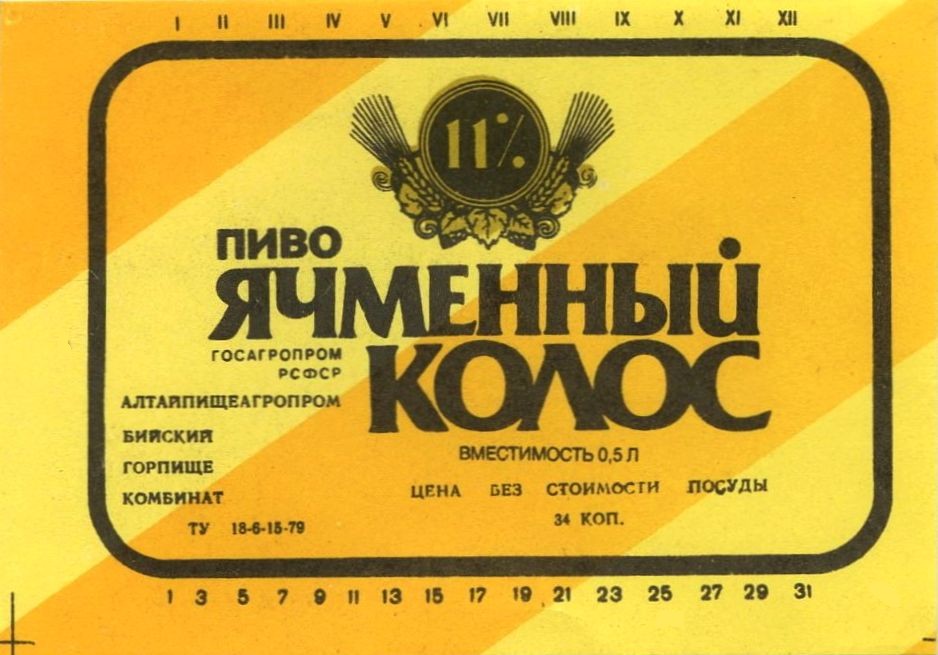 I II III IV V VI VII VIII IX X XI XII
11%
ПИВО
ЯЧМЕННЫЙ
КОЛОС
ГОСАГРОПРОМ
РСФСР
АЛТАЙПИЩЕАГРОПРОМ
БИЙСКИЙ
ГОРПИЩЕ
КОМБИНАТ
ТУ 18-6-15-79
ВМЕСТИМОСТЬ 0,5 Л
ЦЕНА БЕЗ СТОИМОСТИ ПОСУДЫ
34 КОП.
1 3 5 7 9 11 13 15 17 19 21 23 25 27 29 31